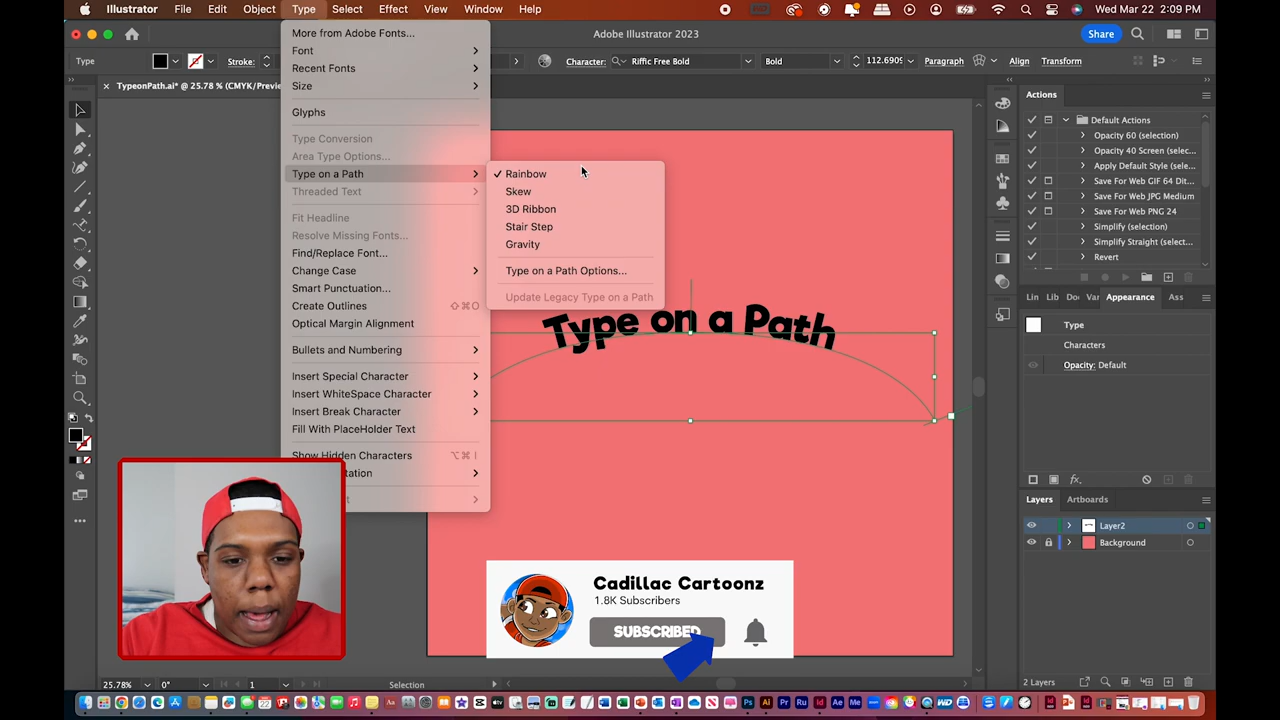 Illustrator File Edit Object Type Select Effect View Window Help Wed Mar 22 2:09 PM
Adobe Illustrator 2023
Share
Type
Stroke:
Character:
Riffic Free Bold
Bold
112.6909
Paragraph
Align
Transform
TypeonPath.ai* @ 25.78 % (CMYK/Previe
More from Adobe Fonts...
Font
Recent Fonts
Size
Glyphs
Type Conversion
Area Type Options...
Type on a Path
Threaded Text
Fit Headline
Resolve Missing Fonts...
Find/Replace Font...
Change Case
Smart Punctuation...
Create Outlines ⇧⌘O
Optical Margin Alignment
Bullets and Numbering
Insert Special Character
Insert WhiteSpace Character
Insert Break Character
Fill With PlaceHolder Text
Show Hidden Characters ⌥⌘I
tation
t
✓ Rainbow
Skew
3D Ribbon
Stair Step
Gravity
Type on a Path Options...
Update Legacy Type on a Path
Type on a Path
Actions
Default Actions
Opacity 60 (selection)
Opacity 40 Screen (sel...
Apply Default Style (sele...
Save For Web GIF 64 Dit...
Save For Web JPG Medium
Save For Web PNG 24
Simplify (selection)
Simplify Straight (select...
Revert
Lin Lib Do Var Appearance Ass
Type
Characters
Opacity: Default
Layers Artboards
Layer2
Background
2 Layers
Cadillac Cartoonz
1.8K Subscribers
SUBSCRIBED
25.78% 0° 1 Selection